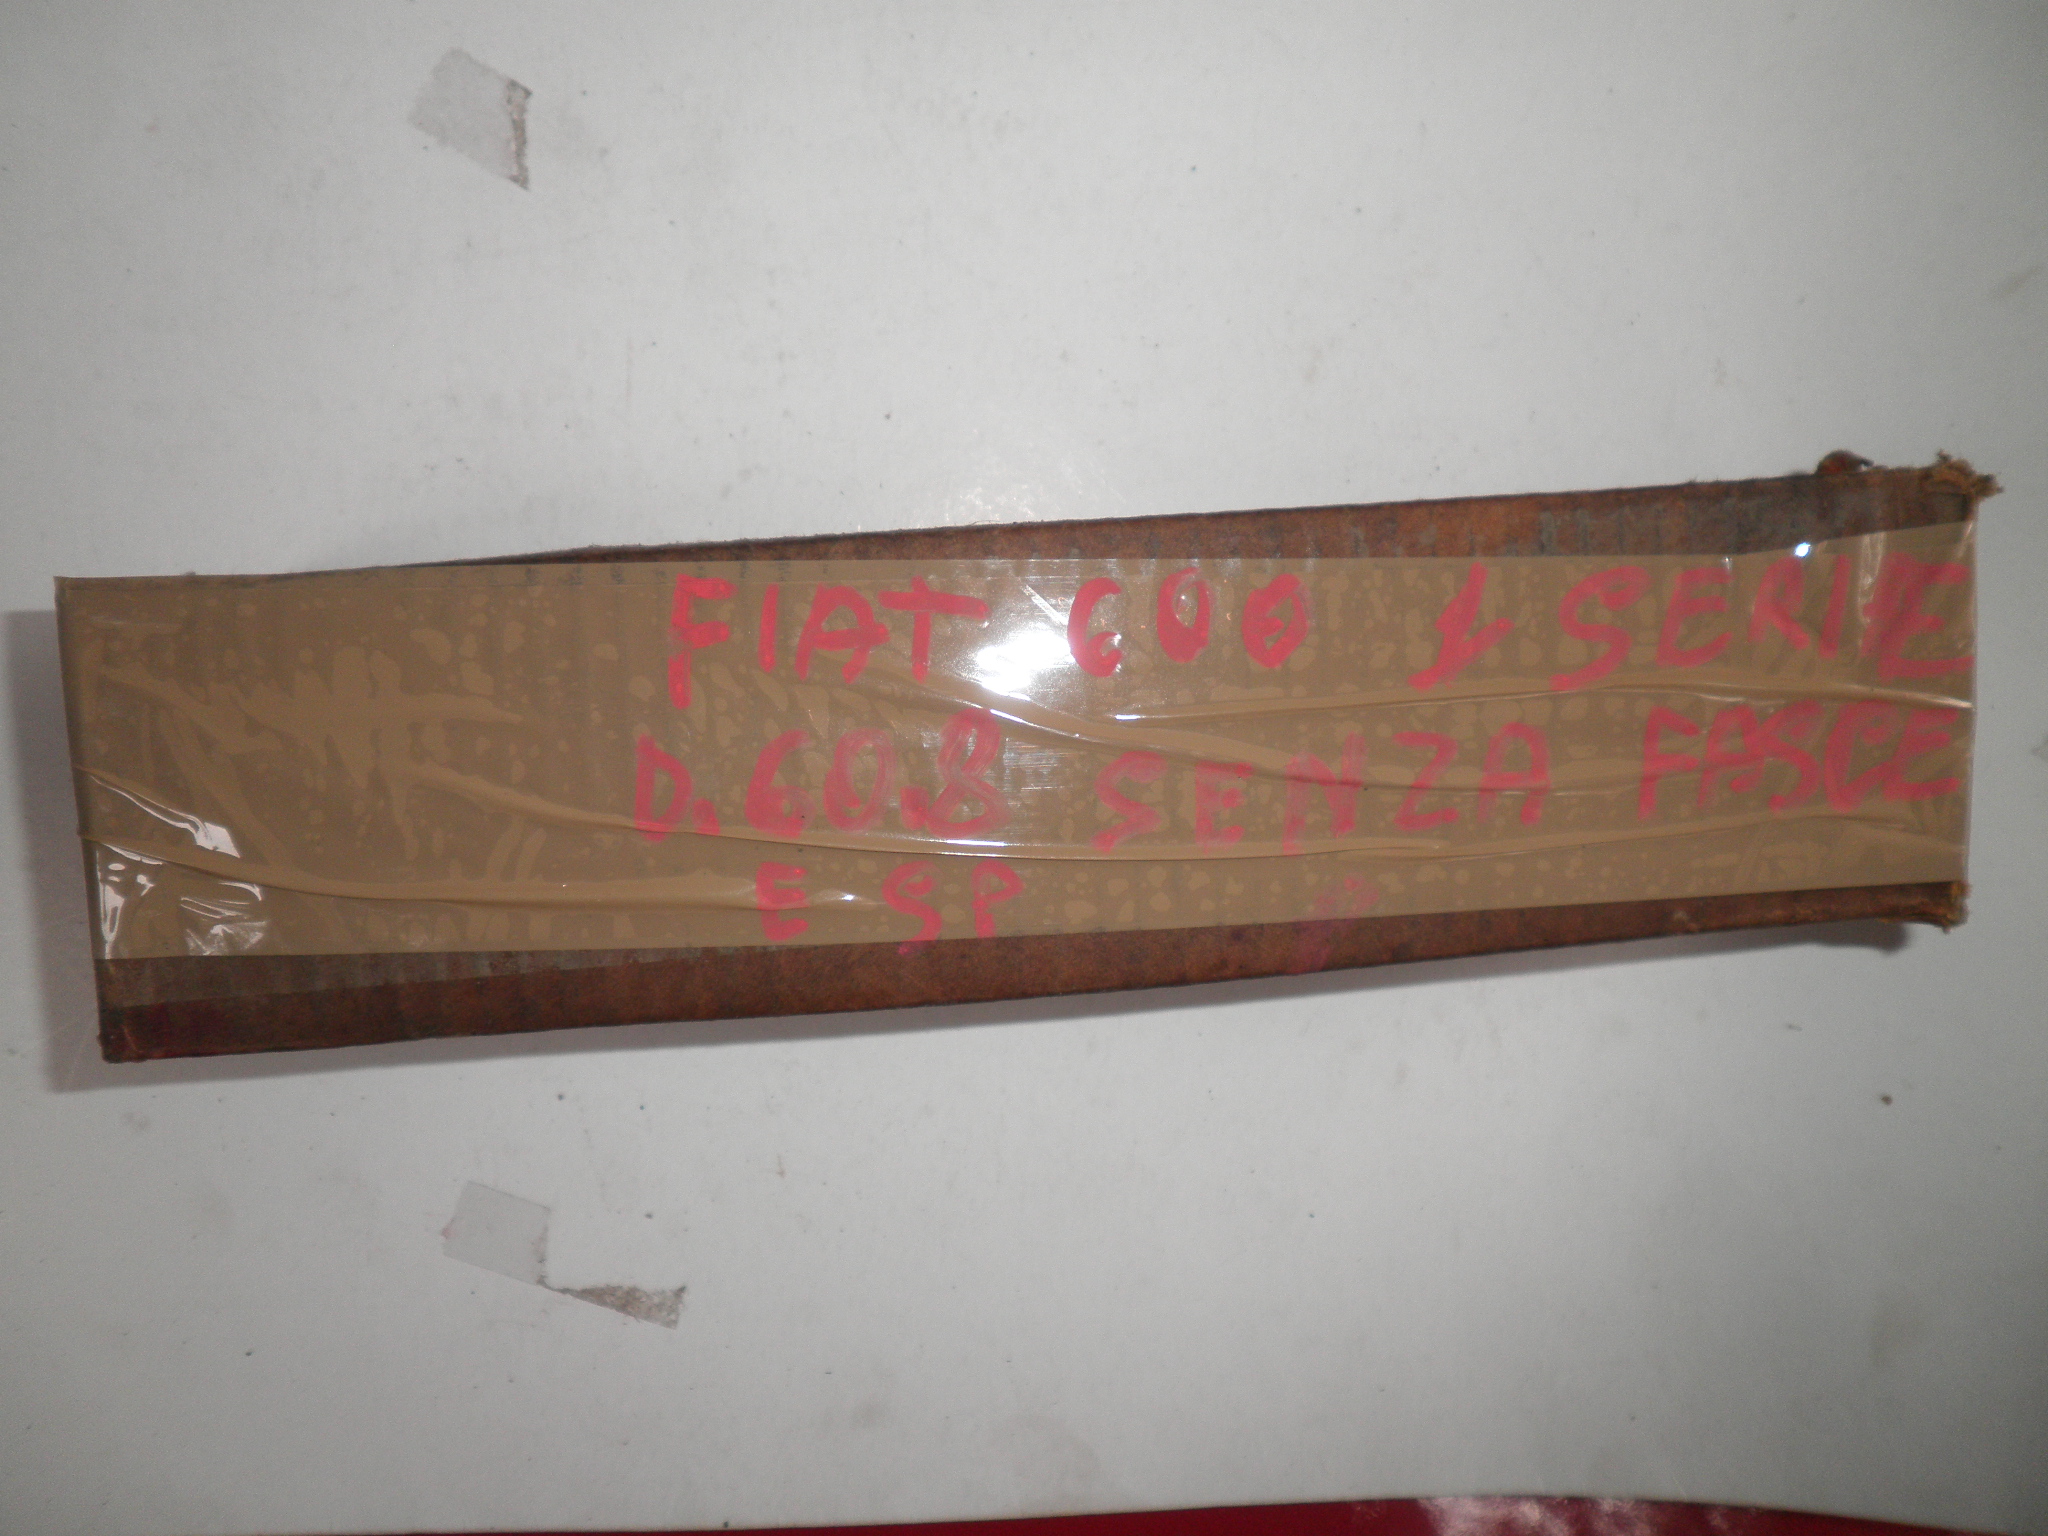 FIAT 600 1 SERIE
D.60.8 SENZA FASCE
E SP